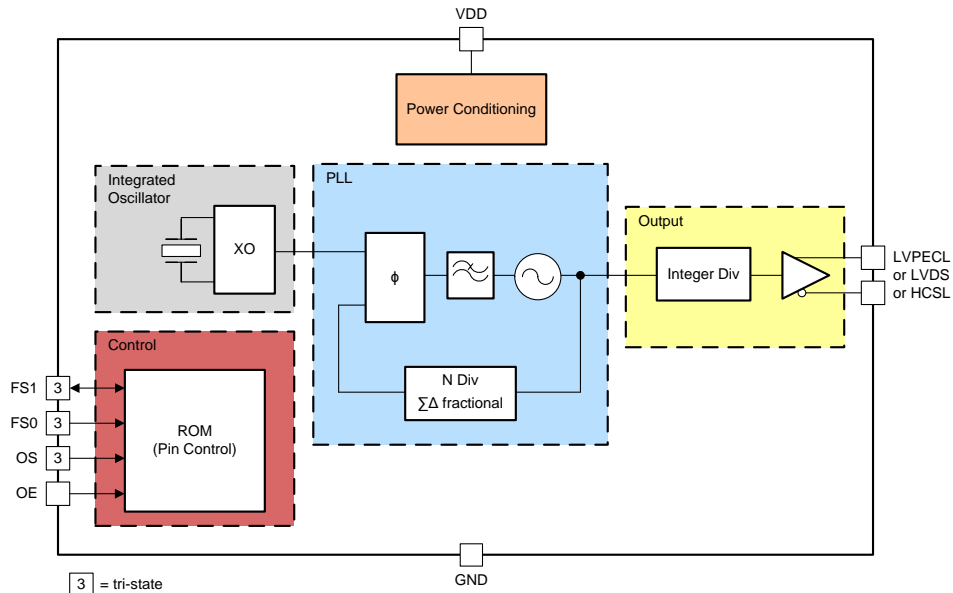 VDD
Power Conditioning
Integrated
Oscillator
XO
PLL
ϕ
N Div
∑Δ fractional
Output
Integer Div
LVPECL
or LVDS
or HCSL
Control
ROM
(Pin Control)
FS1
3
FS0
3
OS
3
OE
GND
3 = tri-state